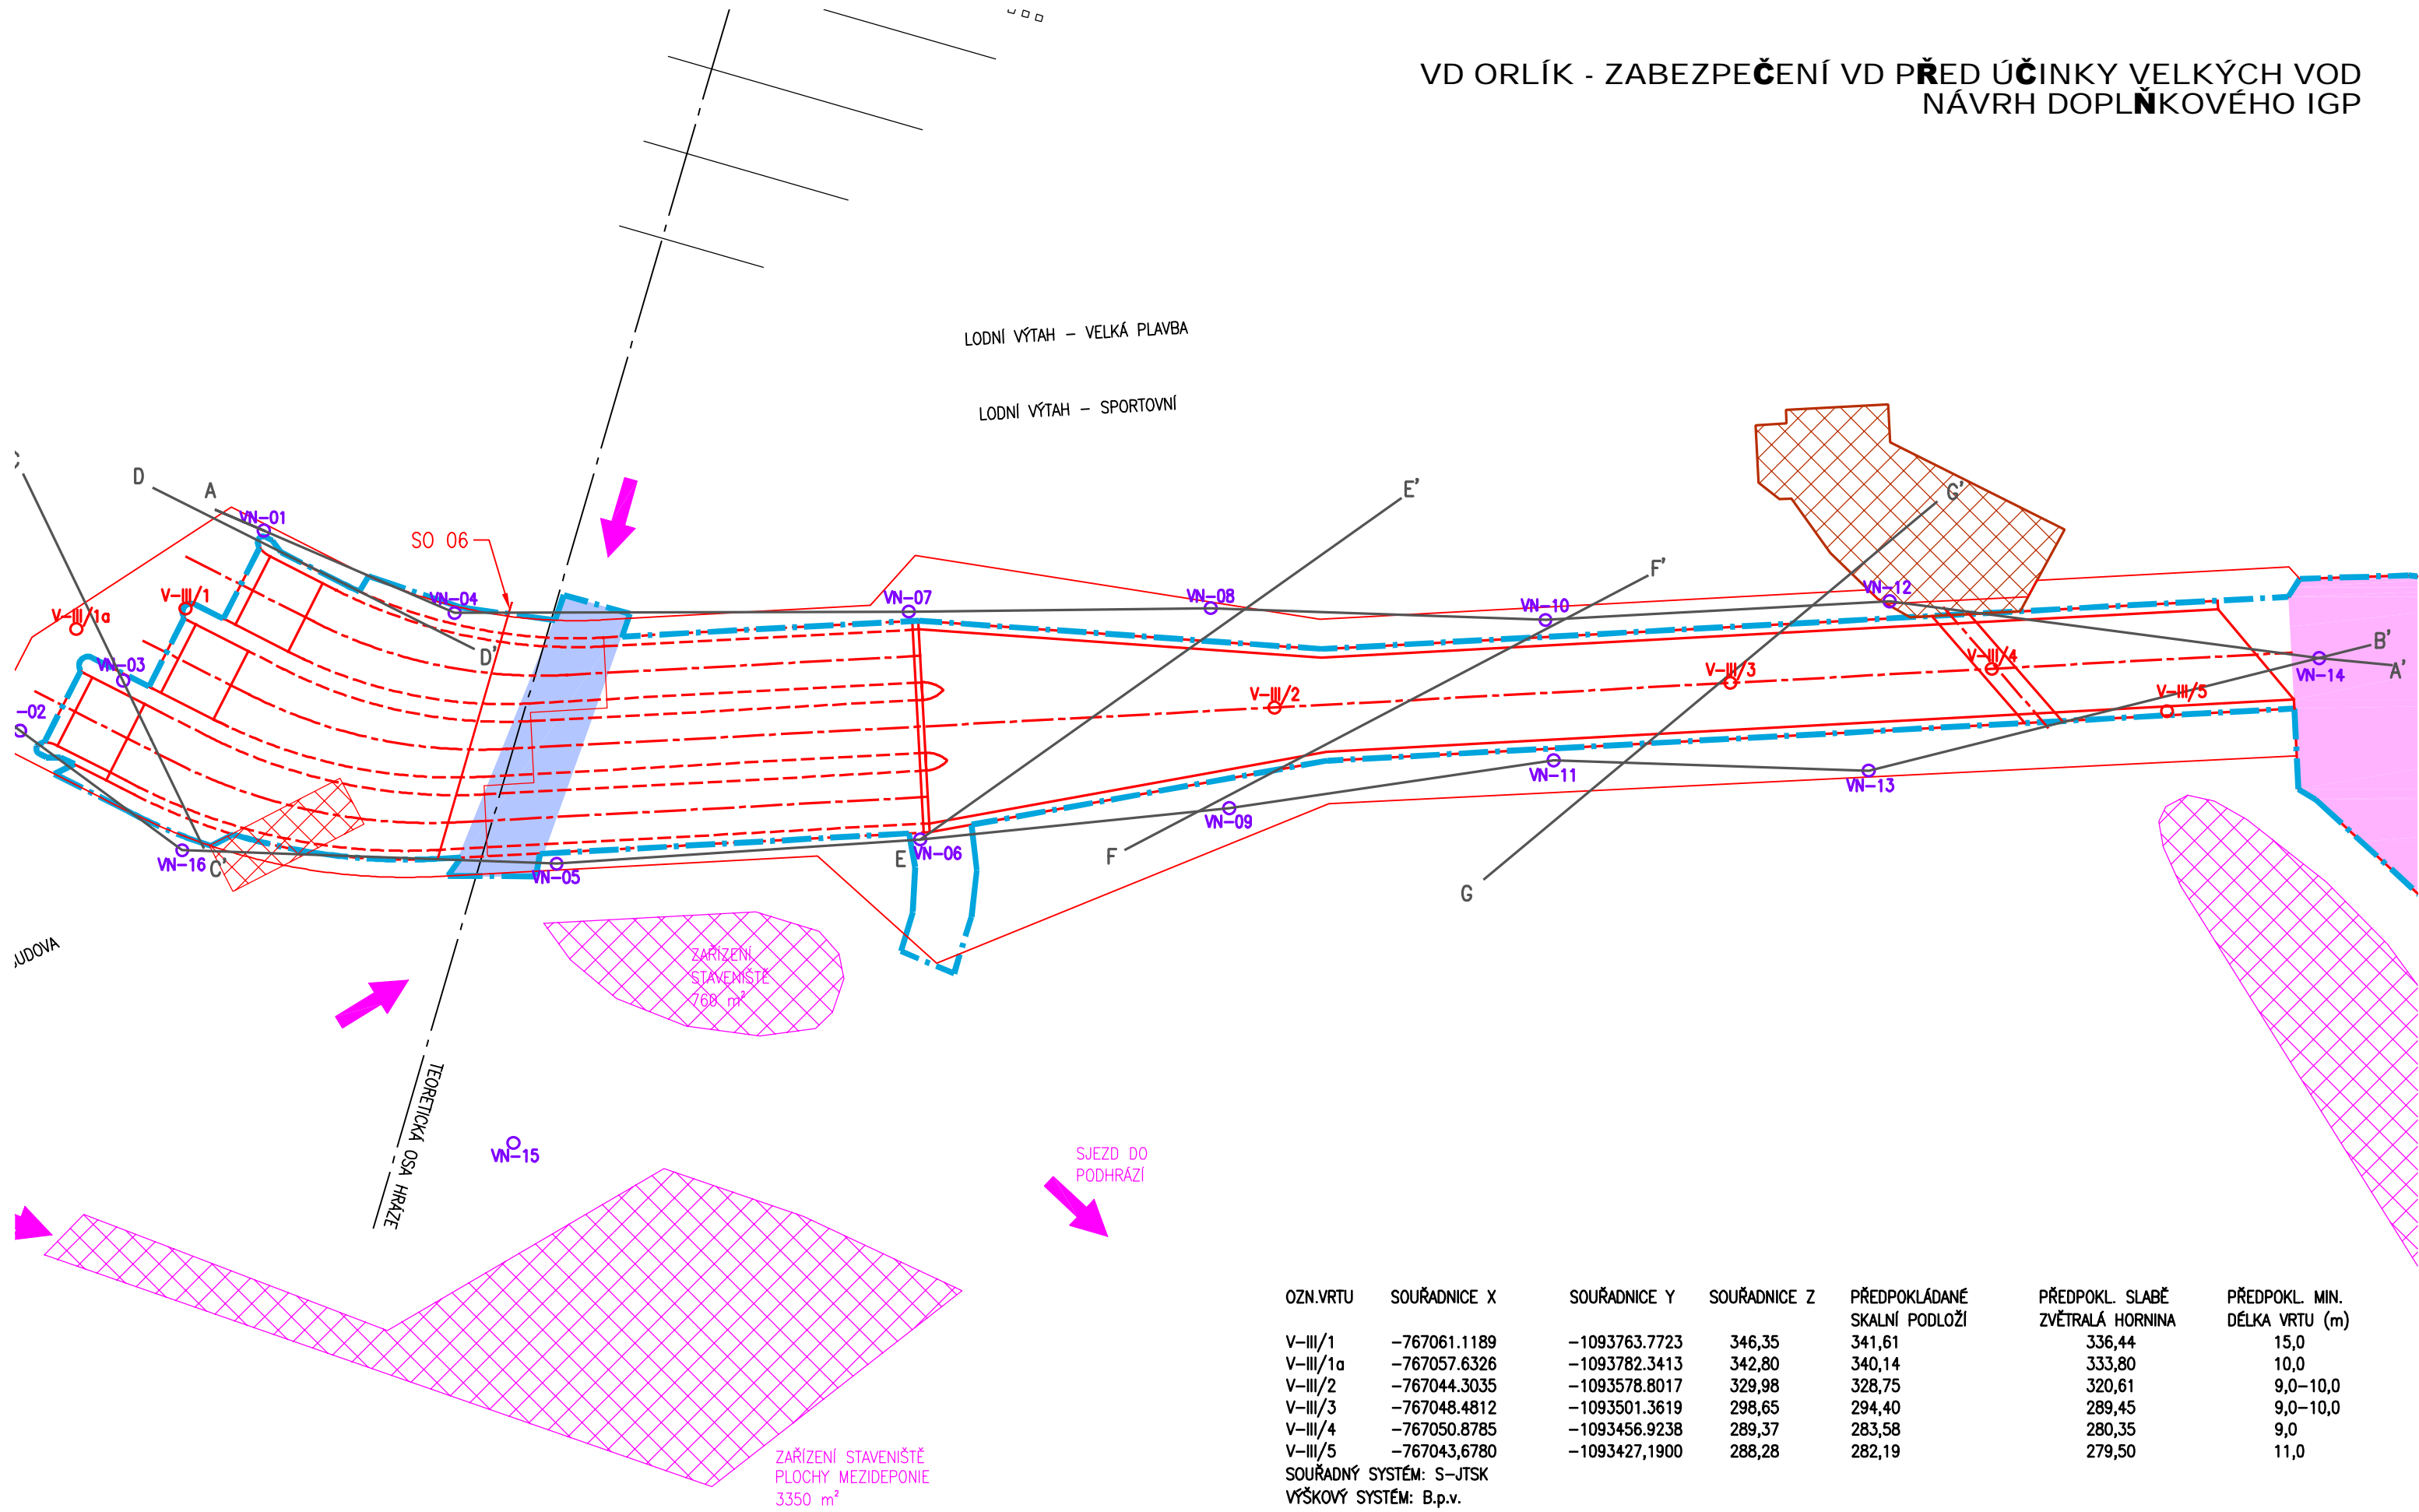 VD ORLÍK - ZABEZPEČENÍ VD PŘED ÚČINKY VELKÝCH VOD
NÁVRH DOPLŇKOVÉHO IGP
LODNÍ VÝTAH – VELKÁ PLAVBA
LODNÍ VÝTAH – SPORTOVNÍ
D
A
E'
G'
VN-01
SO 06
F'
V-III/1
V-III/1a
VN-04
VN-07
VN-08
VN-10
VN-12
D'
B'
A'
VN-03
V-III/2
V-III/3
V-III/4
V-III/5
VN-14
-02
VN-11
VN-13
VN-09
VN-16
C'
VN-05
E
VN-06
F
G
UDOVA
ZAŘÍZENÍ
STAVENIŠTĚ
760 m²
TEORETICKÁ OSA HRÁZE
VN-15
SJEZD DO
PODHRÁZÍ
ZAŘÍZENÍ STAVENIŠTĚ
PLOCHY MEZIDEPONIE
3350 m²
OZN.VRTU SOUŘADNICE X SOUŘADNICE Y SOUŘADNICE Z PŘEDPOKLÁDANÉ PŘEDPOKL. SLABĚ PŘEDPOKL. MIN.
SKALNÍ PODLOŽÍ ZVĚTRALÁ HORNINA DÉLKA VRTU (m)
V-III/1 -767061.1189 -1093763.7723 346,35 341,61 336,44 15,0
V-III/1a -767057.6326 -1093782.3413 342,80 340,14 333,80 10,0
V-III/2 -767044.3035 -1093578.8017 329,98 328,75 320,61 9,0-10,0
V-III/3 -767048.4812 -1093501.3619 298,65 294,40 289,45 9,0-10,0
V-III/4 -767050.8785 -1093456.9238 289,37 283,58 280,35 9,0
V-III/5 -767043,6780 -1093427,1900 288,28 282,19 279,50 11,0
SOUŘADNÝ SYSTÉM: S-JTSK
VÝŠKOVÝ SYSTÉM: B.p.v.